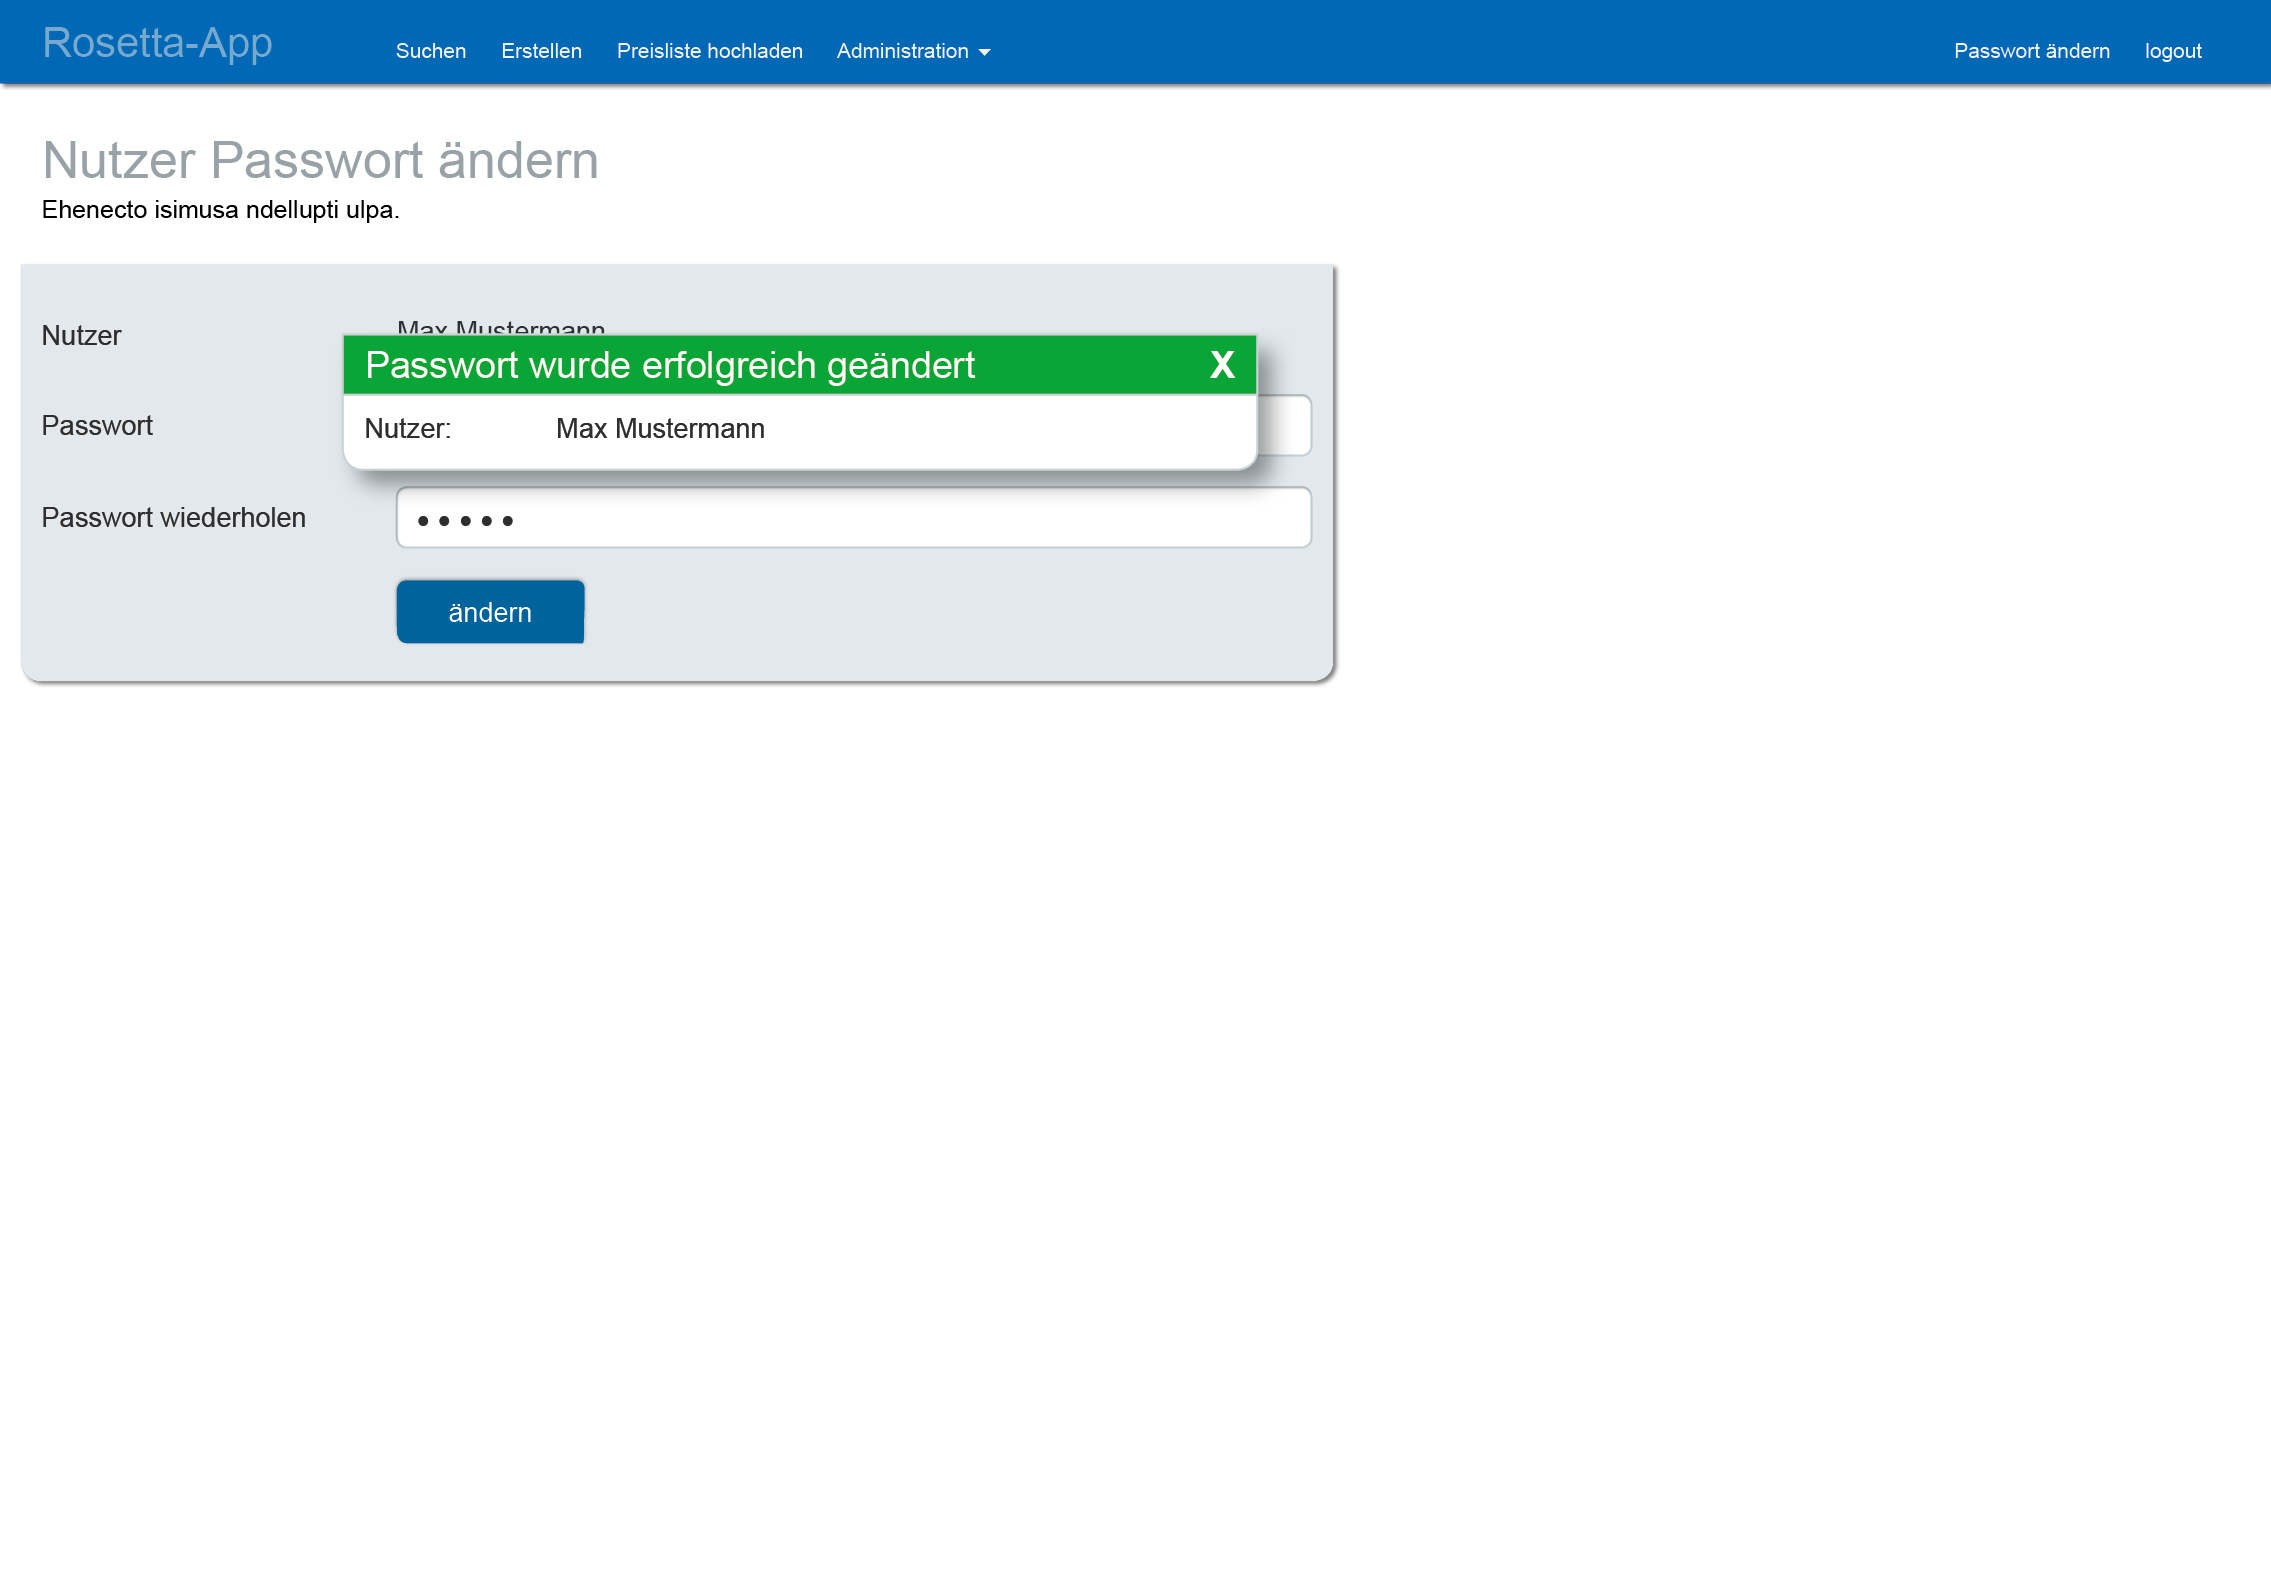 Rosetta-App
Suchen Erstellen Preisliste hochladen Administration Passwort ändern logout
Nutzer Passwort ändern
Ehenecto isimusa ndellupti ulpa.
Nutzer Max Mustermann
Passwort wurde erfolgreich geändert X
Passwort
Nutzer: Max Mustermann
Passwort wiederholen •••••
ändern